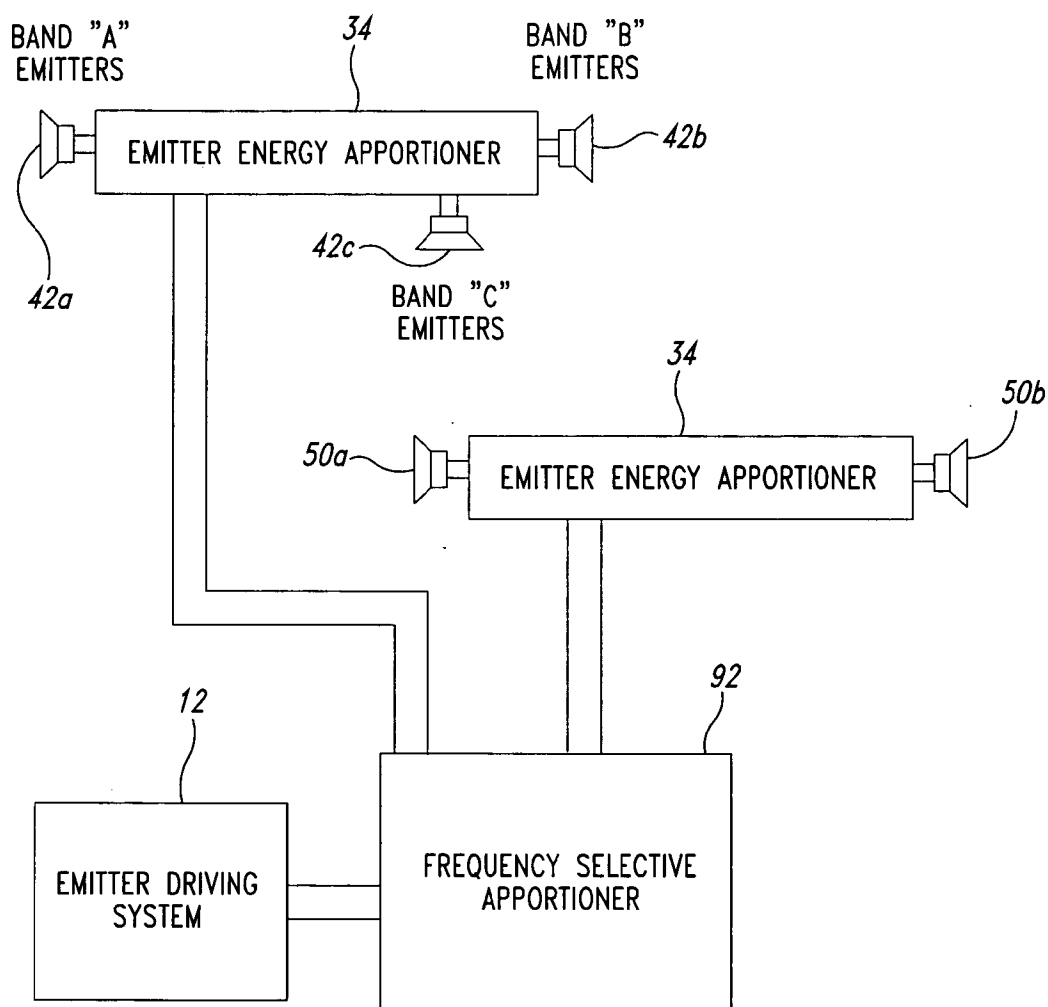 BAND "A"
EMITTERS
34
BAND "B"
EMITTERS
EMITTER ENERGY APPORTIONER
42b
42a
42c
BAND "C"
EMITTERS
34
50a
50b
EMITTER ENERGY APPORTIONER
12
92
EMITTER DRIVING
SYSTEM
FREQUENCY SELECTIVE
APPORTIONER